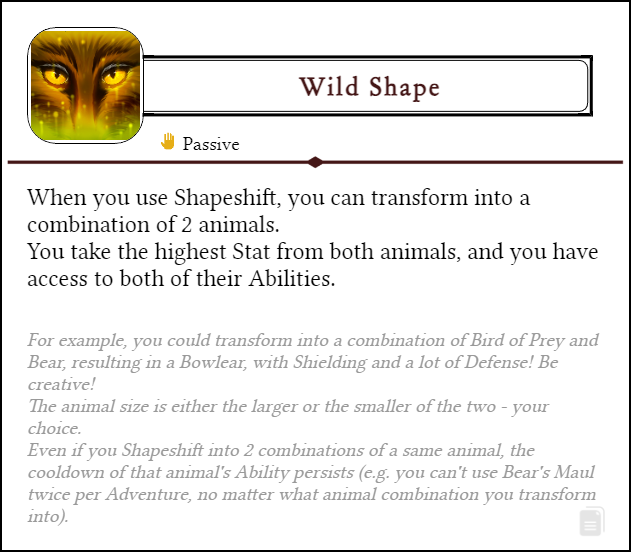 Wild Shape
Passive
When you use Shapeshift, you can transform into a
combination of 2 animals.
You take the highest Stat from both animals, and you have
access to both of their Abilities.
For example, you could transform into a combination of Bird of Prey and
Bear, resulting in a Bowlear, with Shielding and a lot of Defense! Be
creative!
The animal size is either the larger or the smaller of the two - your
choice.
Even if you Shapeshift into 2 combinations of a same animal, the
cooldown of that animal's Ability persists (e.g. you can't use Bear's Maul
twice per Adventure, no matter what animal combination you transform
into).